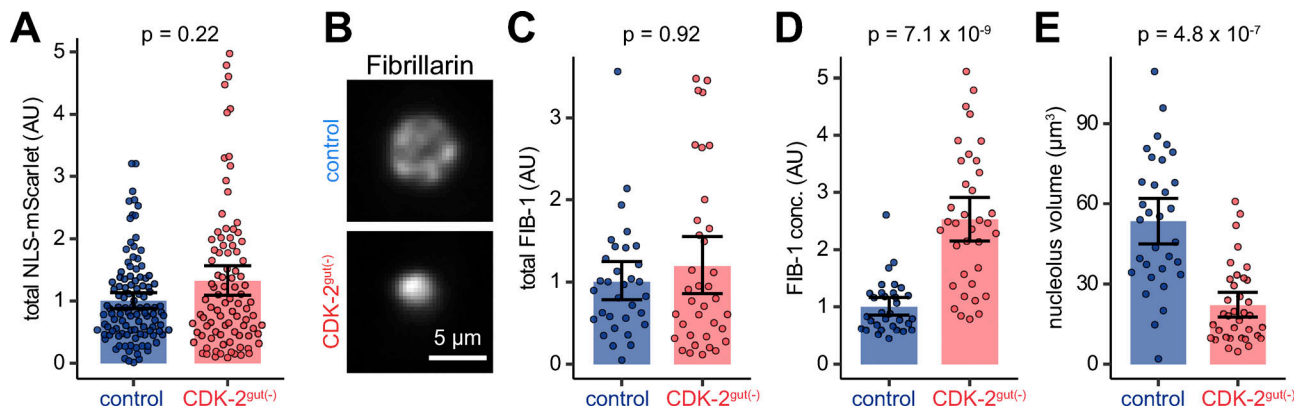 A
p = 0.22
total NLS-mScarlet (AU)
5
4
3
2
1
0
control
CDK-2gut(-)
B
Fibrillarin
control
CDK-2gut(-)
5 µm
C
p = 0.92
total FIB-1 (AU)
3
2
1
0
control
CDK-2gut(-)
D
p = 7.1 x 10-9
FIB-1 conc. (AU)
5
4
3
2
1
0
control
CDK-2gut(-)
E
p = 4.8 x 10-7
nucleolus volume (µm3)
90
60
30
0
control
CDK-2gut(-)